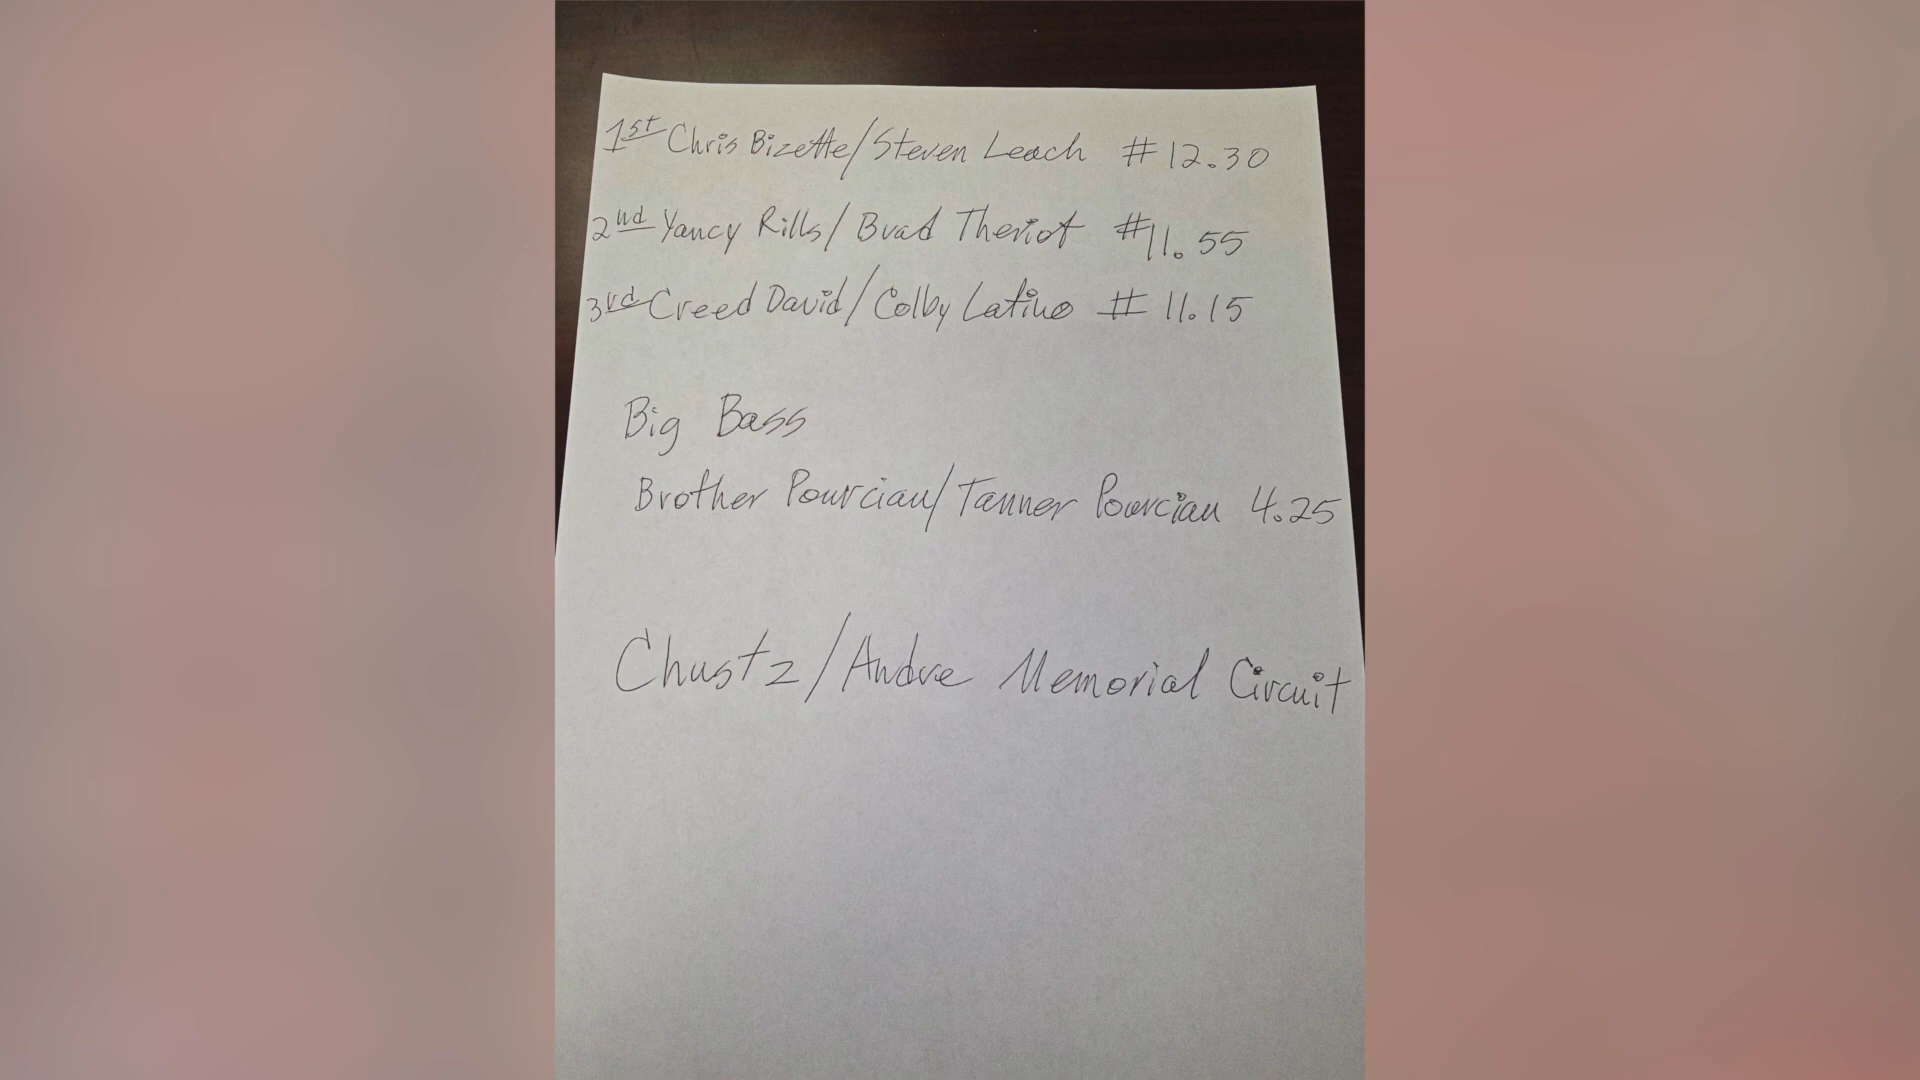 1st Chris Bizette/Steven Leach # 12.30
2nd Yancy Rills/Brad Theriot # 11.55
3rd Creed David/Colby Latino # 11.15
Big Bass
Brother Pourciau/Tanner Pourciau 4.25
Chustz/Andre Memorial Circuit